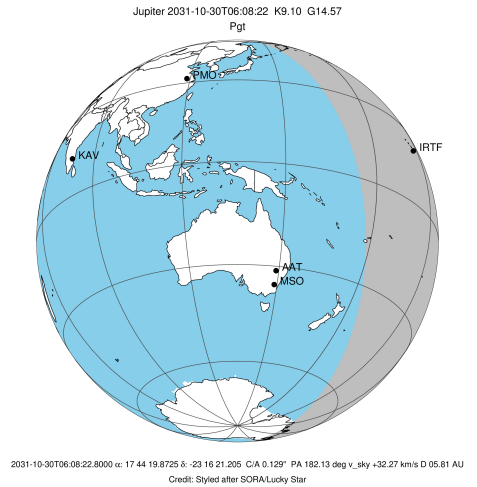 Jupiter 2031-10-30T06:08:22 K9.10 G14.57
Pgt
PMO
KAV
IRTF
AAT
MSO
2031-10-30T06:08:22.8000 α: 17 44 19.8725 δ: -23 16 21.205 C/A 0.129" PA 182.13 deg v_sky +32.27 km/s D 05.81 AU
Credit: Styled after SORA/Lucky Star